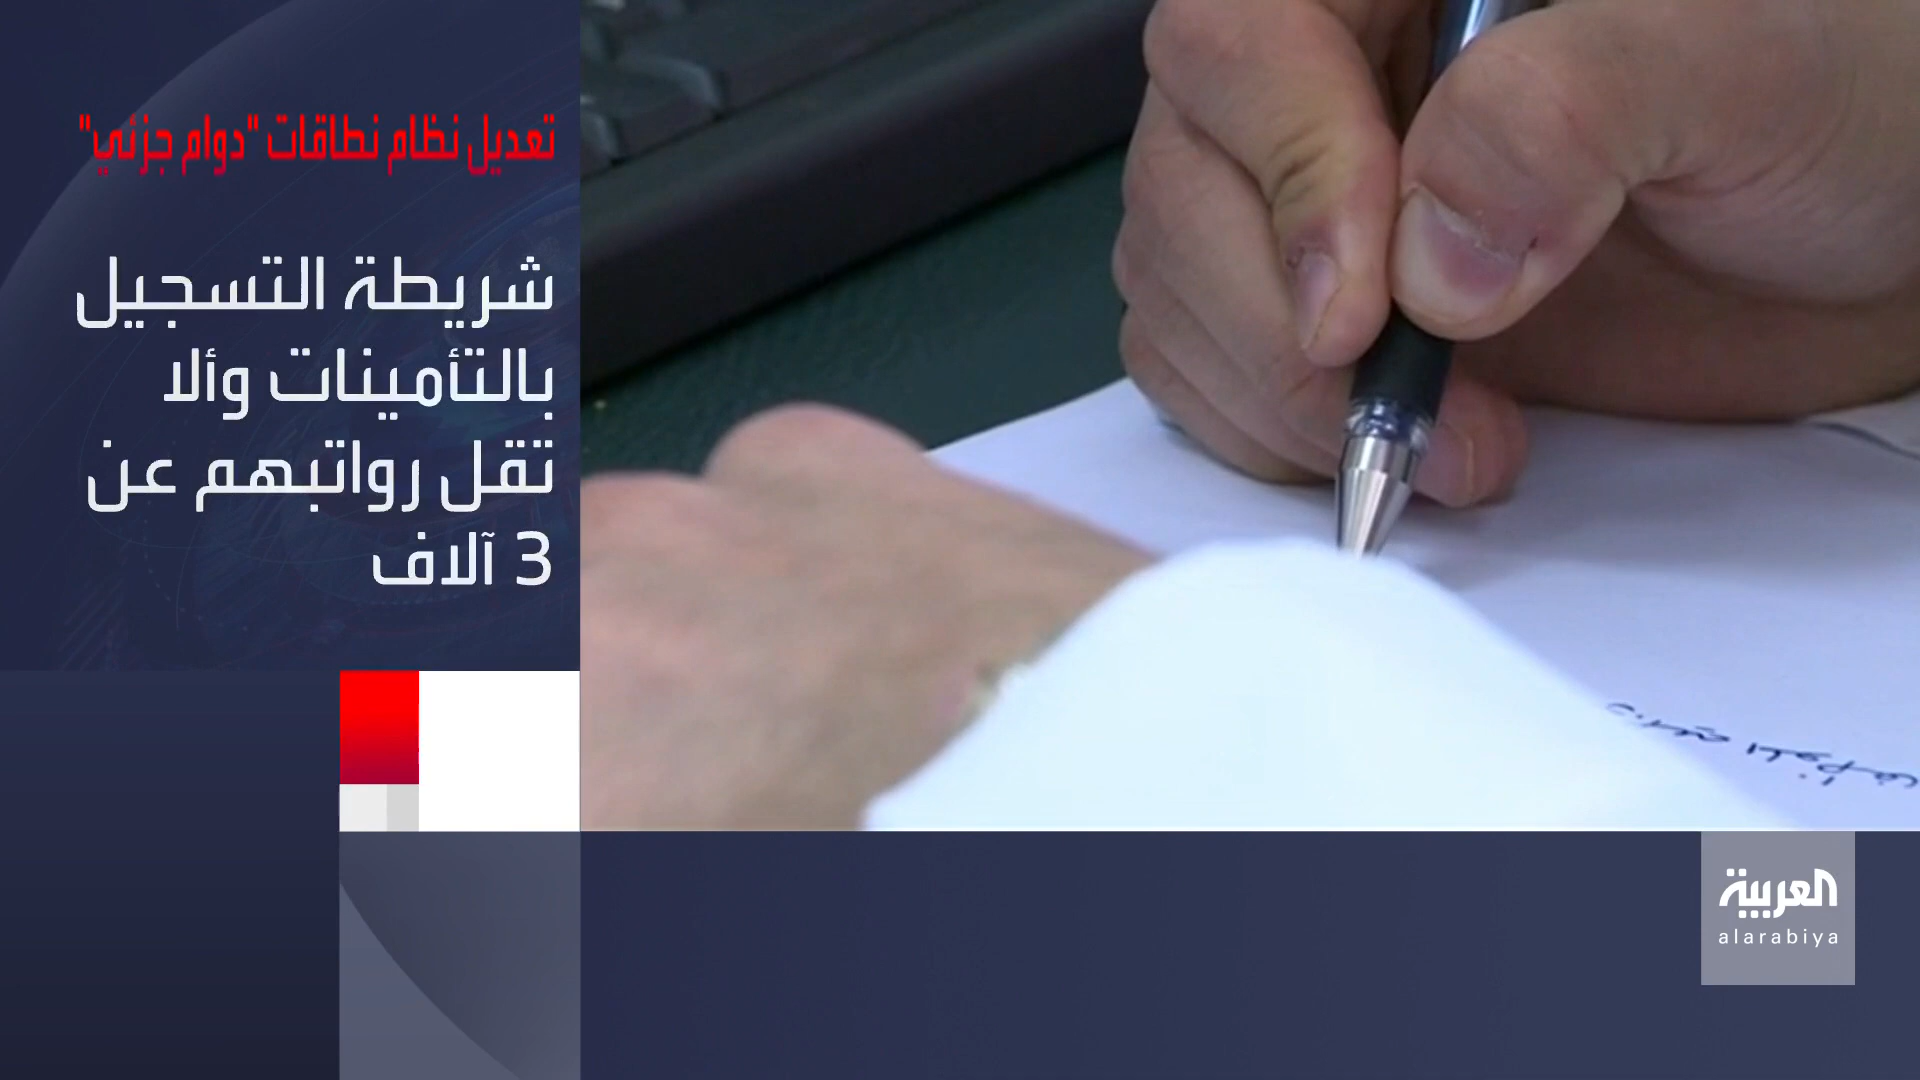 تعديل نظام نطاقات "دوام جزئي"
شريطة التسجيل
بالتأمينات وألا
تقل رواتبهم عن
3 آلاف
العربية
alarabiya